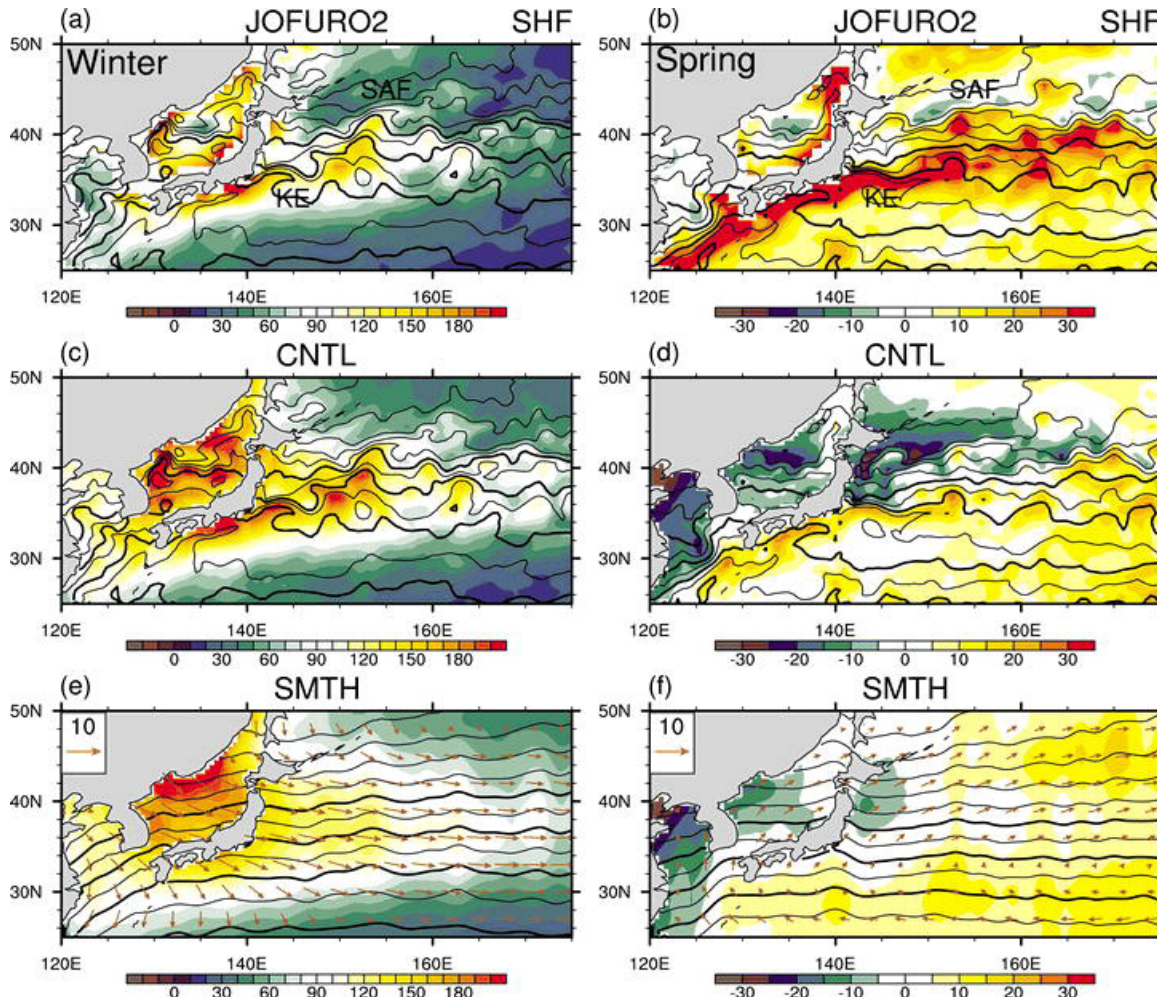 (a) JOFURO2 SHF
(b) JOFURO2 SHF
50N
Winter
SAF
40N
KE
30N
120E 140E 160E
0 30 60 90 120 150 180
50N
Spring
SAF
40N
KE
30N
120E 140E 160E
-30 -20 -10 0 10 20 30
(c) CNTL
50N
40N
30N
120E 140E 160E
0 30 60 90 120 150 180
(d) CNTL
50N
40N
30N
120E 140E 160E
-30 -20 -10 0 10 20 30
(e) SMTH
50N
10
40N
30N
120E 140E 160E
0 30 60 90 120 150 180
(f) SMTH
50N
10
40N
30N
120E 140E 160E
-30 -20 -10 0 10 20 30